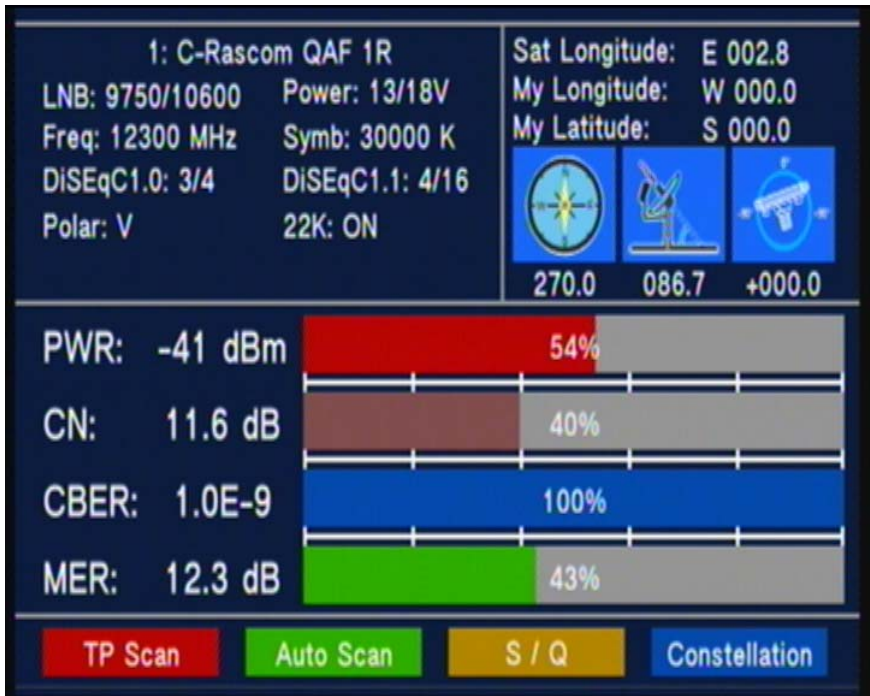 1: C-Rascom QAF 1R
LNB: 9750/10600 Power: 13/18V
Freq: 12300 MHz Symb: 30000 K
DiSEqC1.0: 3/4 DiSEqC1.1: 4/16
Polar: V 22K: ON
Sat Longitude: E 002.8
My Longitude: W 000.0
My Latitude: S 000.0
270.0 086.7 +000.0
PWR: -41 dBm 54%
CN: 11.6 dB 40%
CBER: 1.0E-9 100%
MER: 12.3 dB 43%
TP Scan Auto Scan S / Q Constellation